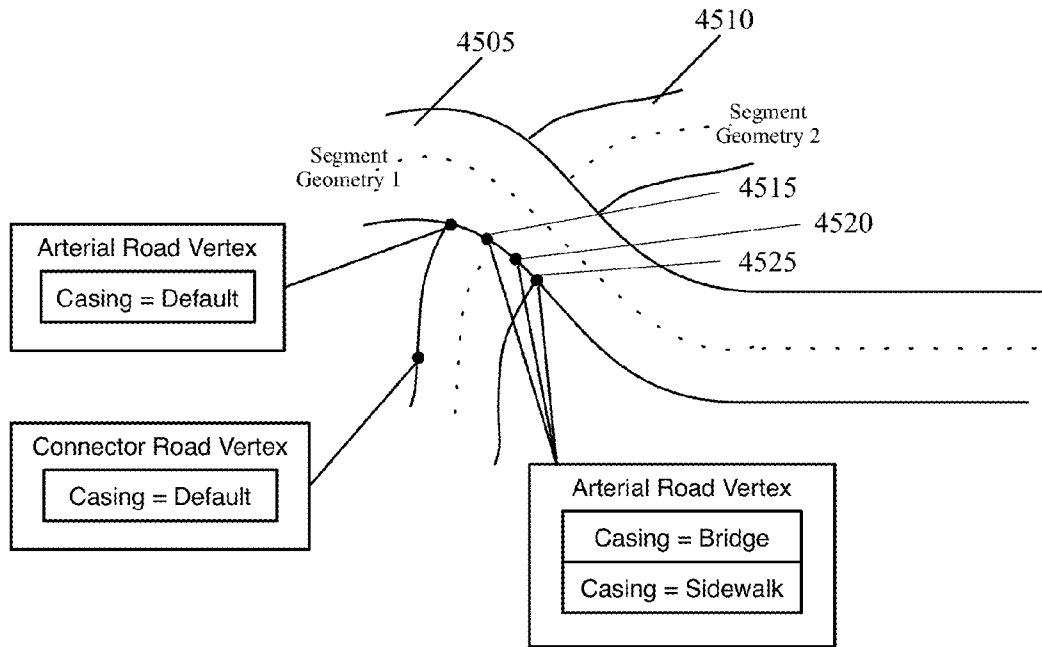 4505
4510
Segment
Geometry 2
Segment
Geometry 1
4515
4520
4525
Arterial Road Vertex
Casing = Default
Connector Road Vertex
Casing = Default
Arterial Road Vertex
Casing = Bridge
Casing = Sidewalk